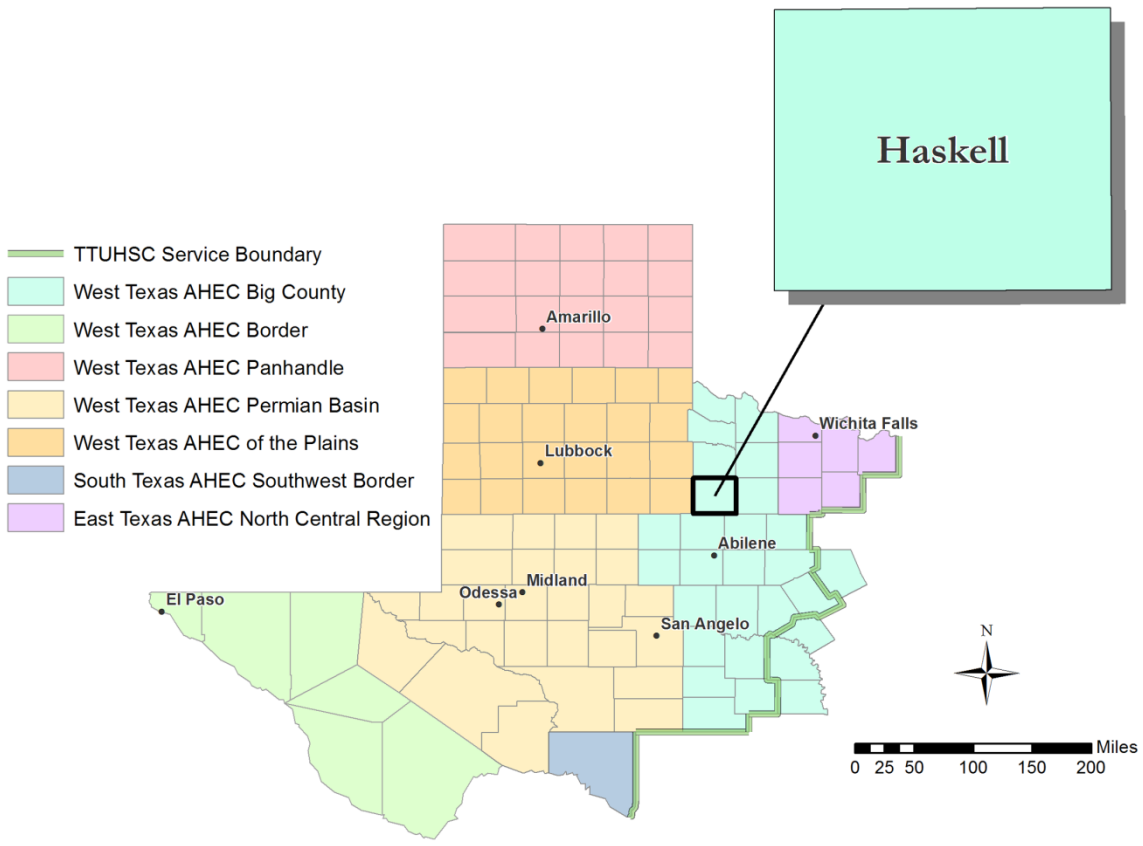 Haskell
TTUHSC Service Boundary
West Texas AHEC Big County
West Texas AHEC Border
West Texas AHEC Panhandle
West Texas AHEC Permian Basin
West Texas AHEC of the Plains
South Texas AHEC Southwest Border
East Texas AHEC North Central Region
Amarillo
Wichita Falls
Lubbock
Abilene
Midland
Odessa
El Paso
San Angelo
N
Miles
0 25 50 100 150 200